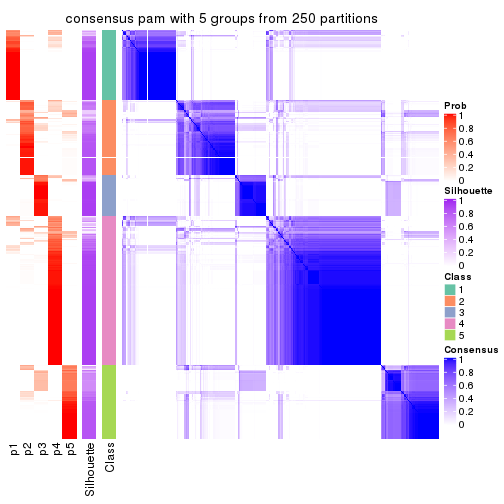 consensus pam with 5 groups from 250 partitions
Prob
1
0.8
0.6
0.4
0.2
0
Silhouette
1
0.8
0.6
0.4
0.2
0
Class
1
2
3
4
5
Consensus
1
0.8
0.6
0.4
0.2
0
p1
p2
p3
p4
p5
Silhouette
Class